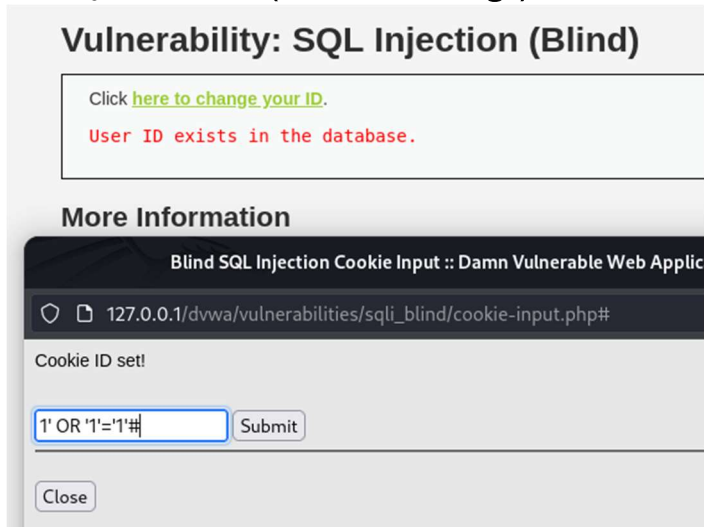 Vulnerability: SQL Injection (Blind)
Click here to change your ID.
User ID exists in the database.
More Information
Blind SQL Injection Cookie Input :: Damn Vulnerable Web Applic
127.0.0.1/dvwa/vulnerabilities/sqli_blind/cookie-input.php#
Cookie ID set!
1' OR '1'='1'# Submit
Close